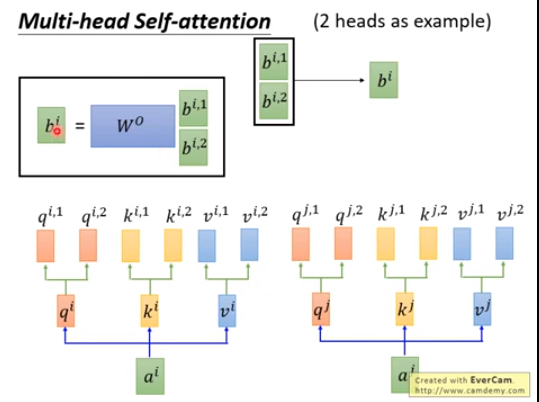 Multi-head Self-attention (2 heads as example)
b^{i,1}
b^{i,2}
b^i
b^i = W^O b^{i,1}
b^{i,2}
q^{i,1} q^{i,2} k^{i,1} k^{i,2} v^{i,1} v^{i,2} q^{j,1} q^{j,2} k^{j,1} k^{j,2} v^{j,1} v^{j,2}
q^i k^i v^i q^j k^j v^j
a^i
Created with EverCam.
http://www.camdemy.com